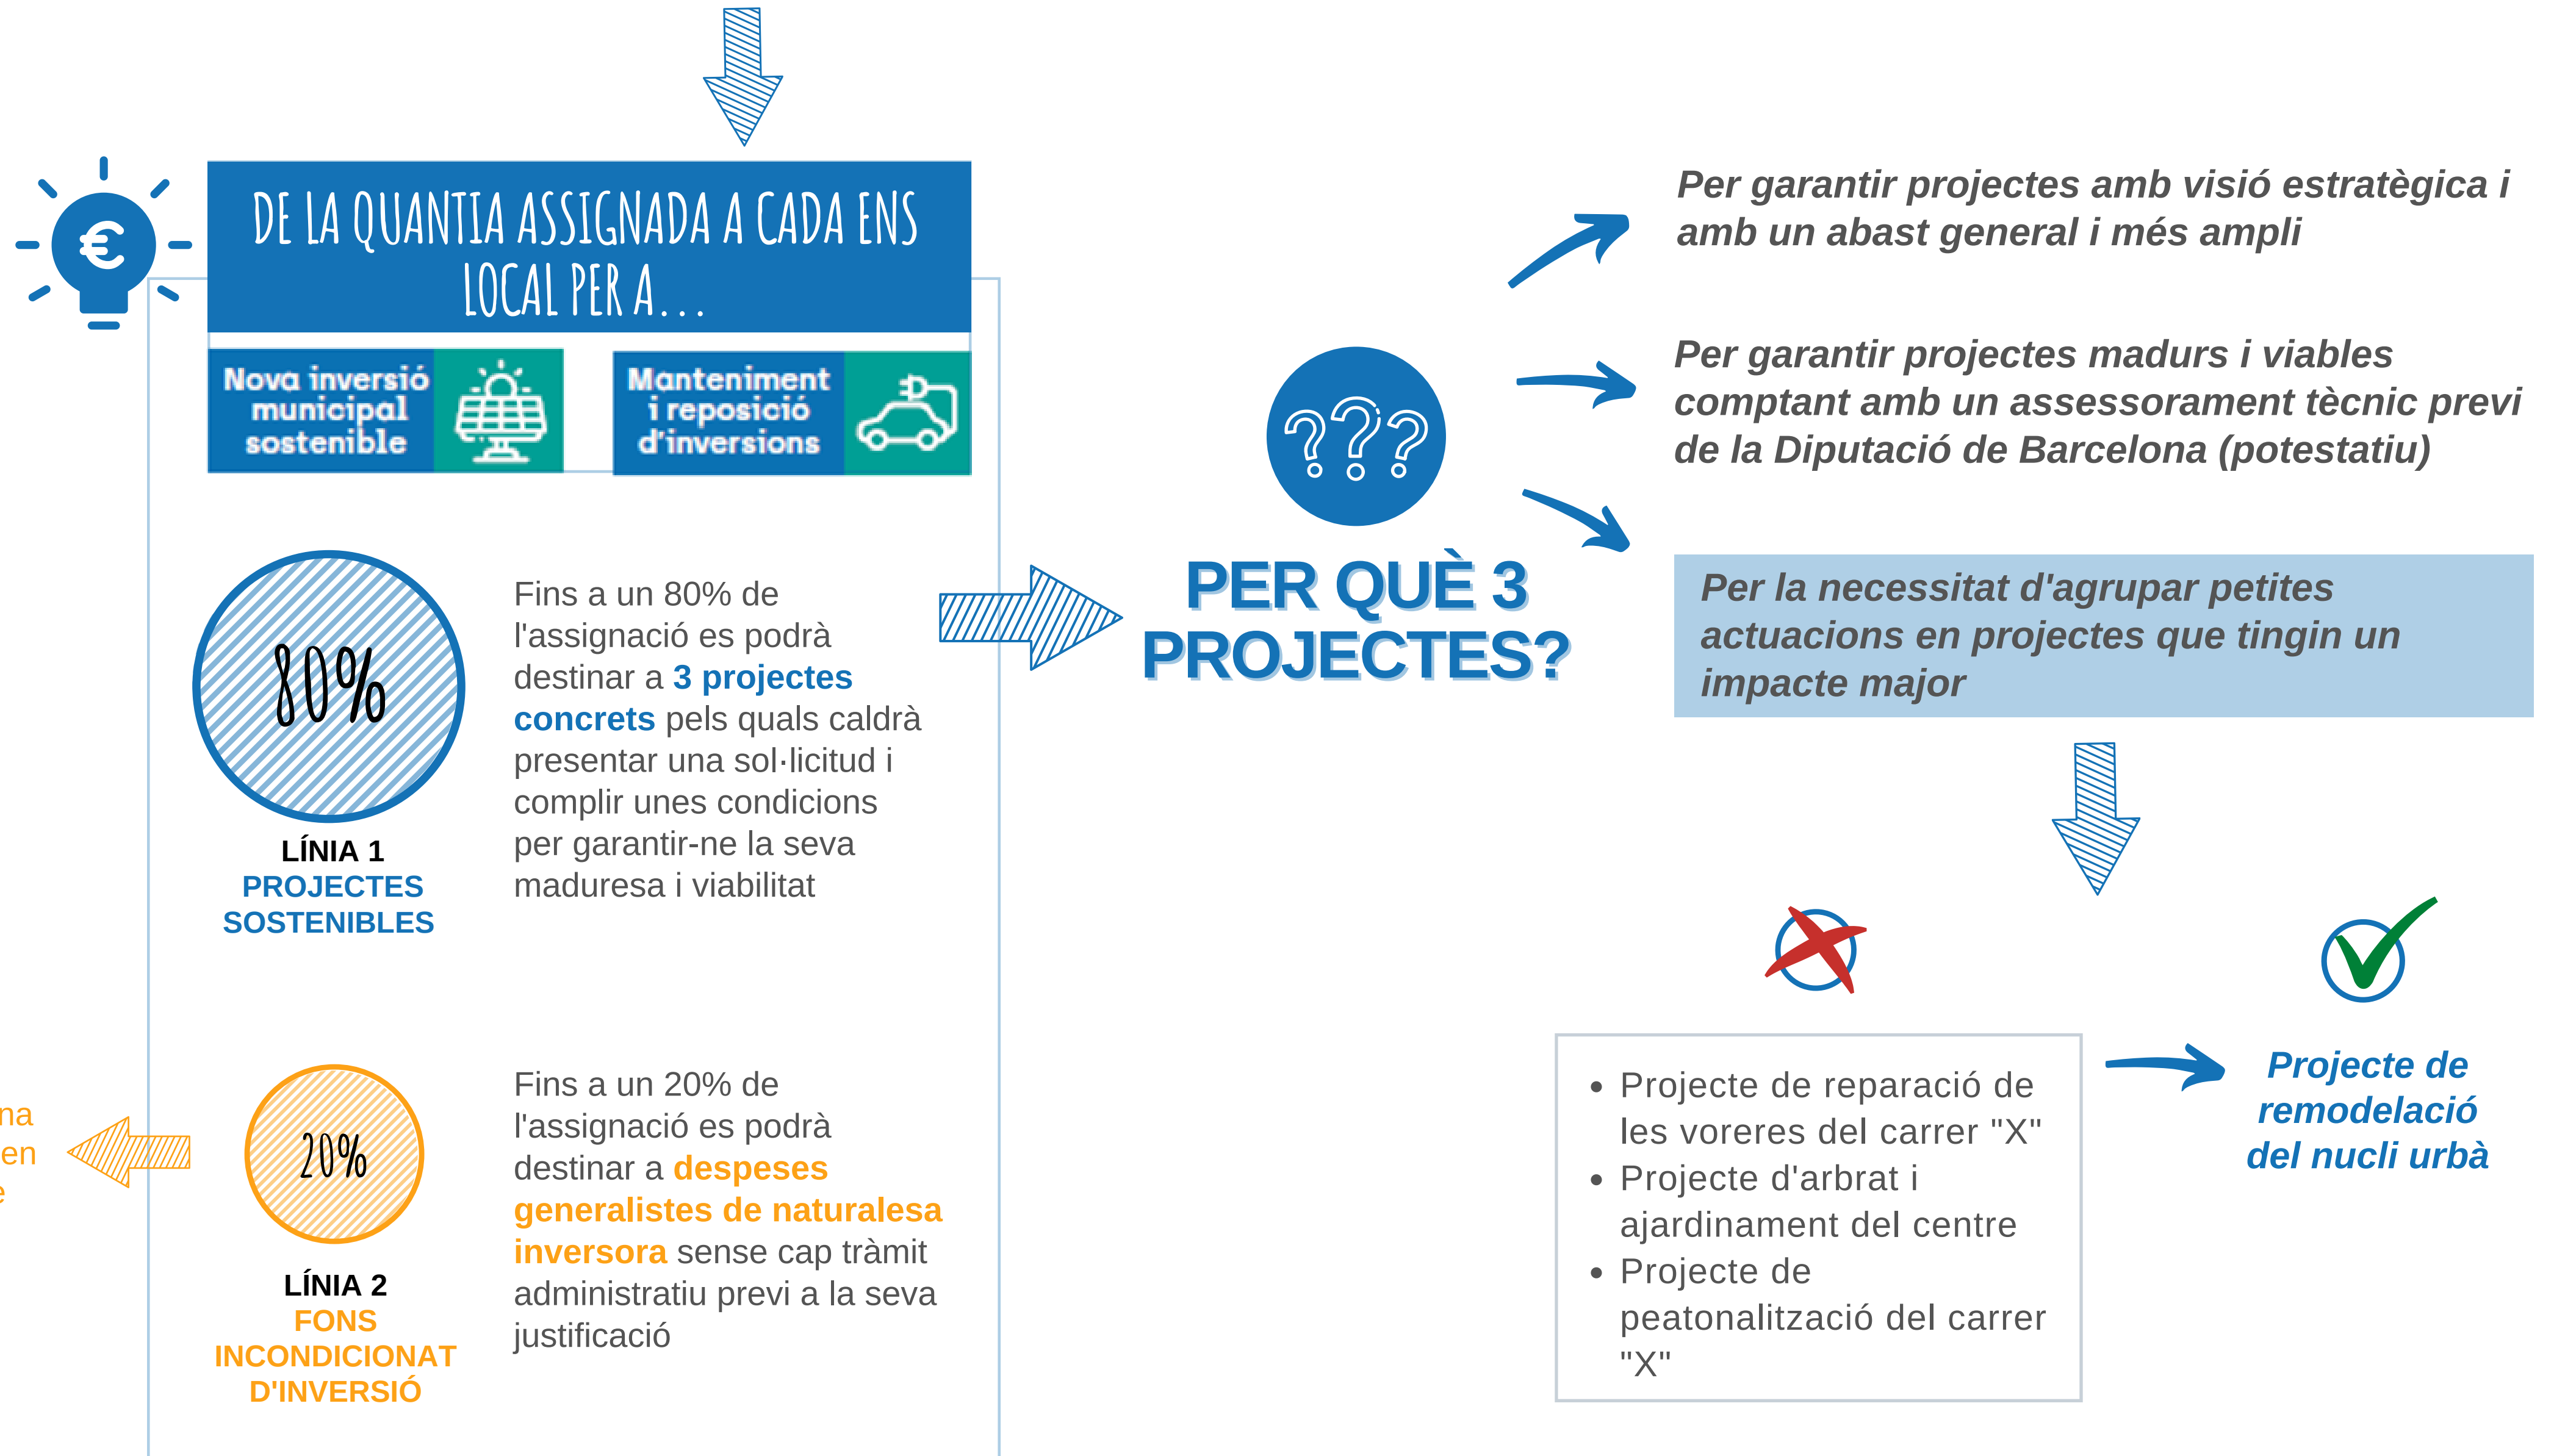 DE LA QUANTIA ASSIGNADA A CADA ENS
LOCAL PER A...
Nova inversió
municipal
sostenible
Manteniment
i reposició
d'inversions
80%
LÍNIA 1
PROJECTES
SOSTENIBLES
Fins a un 80% de
l'assignació es podrà
destinar a 3 projectes
concrets pels quals caldrà
presentar una sol·licitud i
complir unes condicions
per garantir-ne la seva
maduresa i viabilitat
20%
LÍNIA 2
FONS
INCONDICIONAT
D'INVERSIÓ
Fins a un 20% de
l'assignació es podrà
destinar a despeses
generalistes de naturalesa
inversora sense cap tràmit
administratiu previ a la seva
justificació
???
PER QUÈ 3
PROJECTES?
Per garantir projectes amb visió estratègica i
amb un abast general i més ampli
Per garantir projectes madurs i viables
comptant amb un assessorament tècnic previ
de la Diputació de Barcelona (potestatiu)
Per la necessitat d'agrupar petites
actuacions en projectes que tingin un
impacte major
• Projecte de reparació de
les voreres del carrer "X"
• Projecte d'arbrat i
ajardinament del centre
• Projecte de
peatonalització del carrer
"X"
Projecte de
remodelació
del nucli urbà